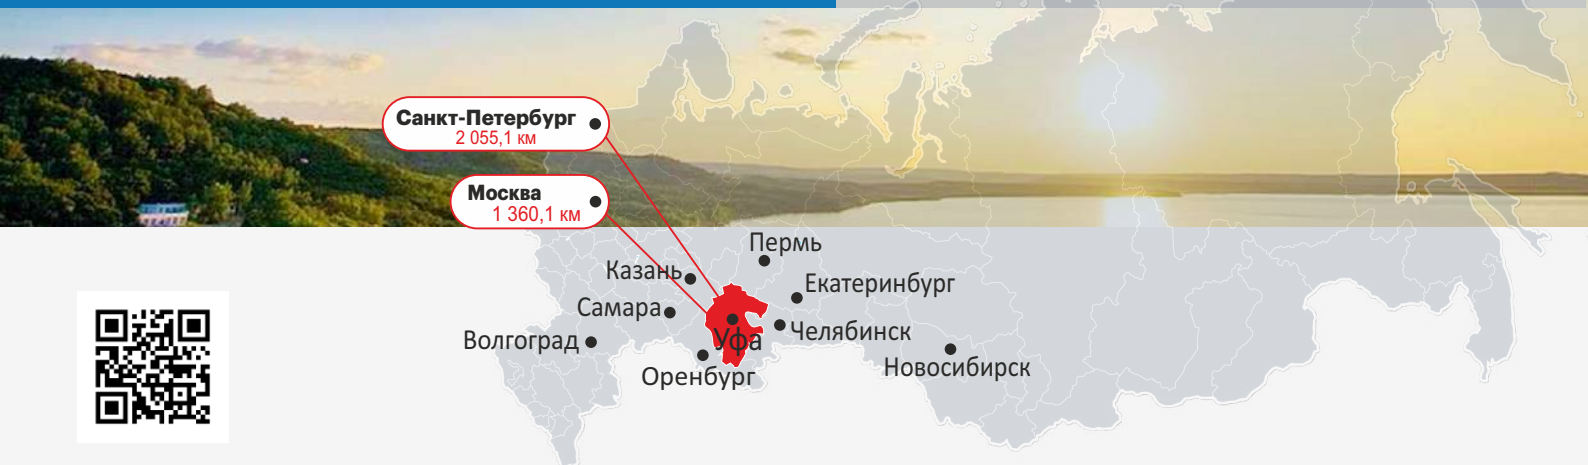 Санкт-Петербург
2 055,1 км
Москва
1 360,1 км
Пермь
Казань
Екатеринбург
Самара
Челябинск
Уфа
Волгоград
Новосибирск
Оренбург